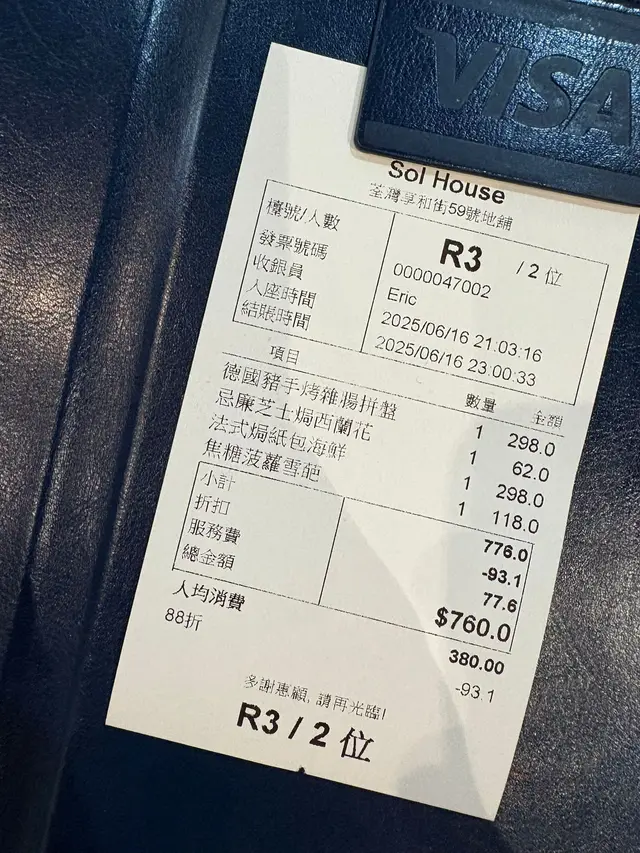 VISA
Sol House
荃灣享和街59號地舖
檯號/人數 R3 / 2 位
發票號碼 0000047002
收銀員 Eric
入座時間 2025/06/16 21:03:16
結賬時間 2025/06/16 23:00:33
項目 數量 金額
德國豬手烤雜腸拼盤 1 298.0
忌廉芝士焗西蘭花 1 62.0
法式焗紙包海鮮 1 298.0
焦糖菠蘿雪葩 1 118.0
小計 776.0
折扣 -93.1
服務費 77.6
總金額 $760.0
人均消費 380.00
88折 -93.1
多謝惠顧, 請再光臨!
R3 / 2 位